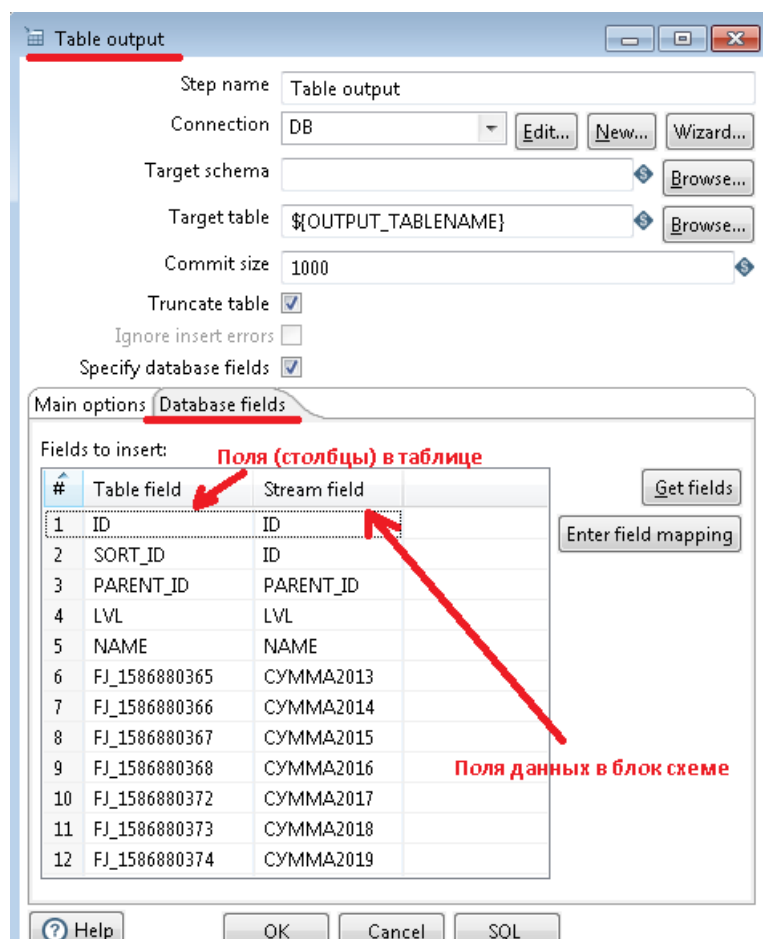 Table output
Step name Table output
Connection DB Edit... New... Wizard...
Target schema Browse...
Target table ${OUTPUT_TABLENAME} Browse...
Commit size 1000
Truncate table
Ignore insert errors
Specify database fields
Main options Database fields
Fields to insert:
Поля (столбцы) в таблице
# Table field Stream field Get fields
1 ID ID
Enter field mapping
2 SORT_ID ID
3 PARENT_ID PARENT_ID
4 LVL LVL
5 NAME NAME
6 FJ_1586880365 СУММА2013
7 FJ_1586880366 СУММА2014
8 FJ_1586880367 СУММА2015
9 FJ_1586880368 СУММА2016
Поля данных в блок схеме
10 FJ_1586880372 СУММА2017
11 FJ_1586880373 СУММА2018
12 FJ_1586880374 СУММА2019
Help OK Cancel SQL